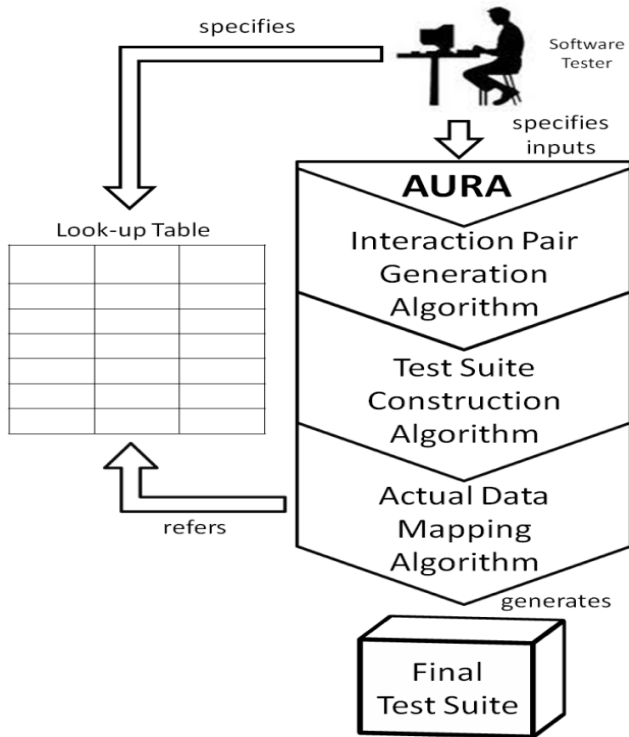 specifies
Software
Tester
specifies
inputs
AURA
Look-up Table
Interaction Pair
Generation
Algorithm
Test Suite
Construction
Algorithm
Actual Data
Mapping
Algorithm
refers
generates
Final
Test Suite